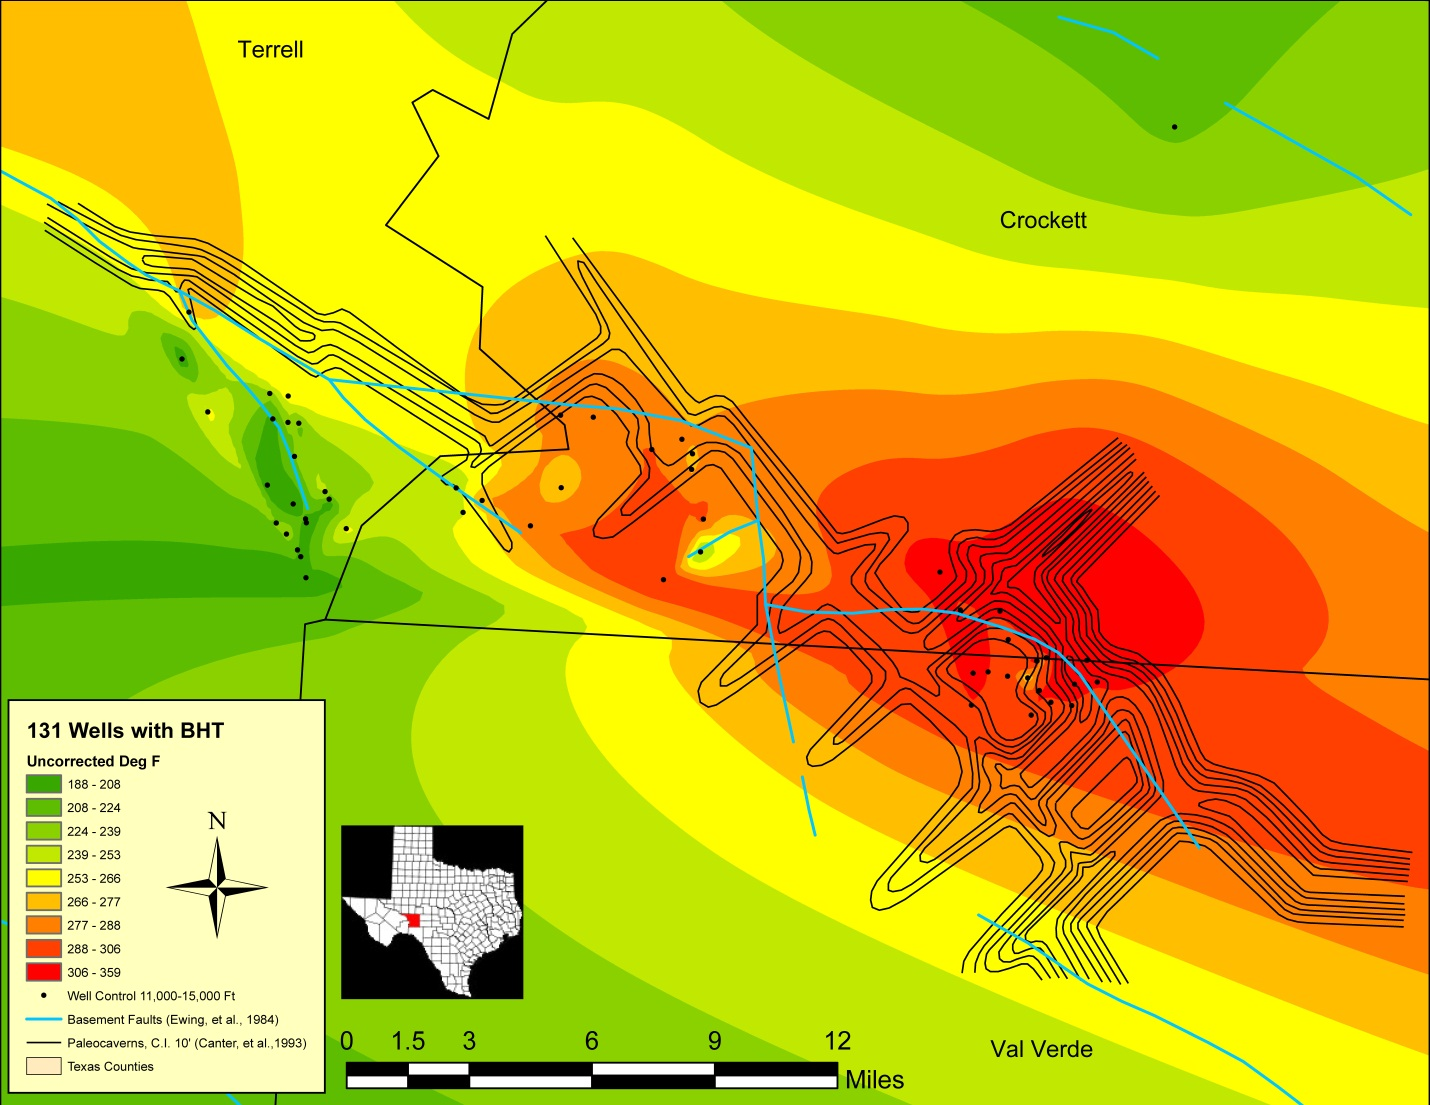 Terrell
Crockett
131 Wells with BHT
Uncorrected Deg F
188 - 208
208 - 224
224 - 239
239 - 253
253 - 266
266 - 277
277 - 288
288 - 306
306 - 359
Well Control 11,000-15,000 Ft
Basement Faults (Ewing, et al., 1984)
Paleocaverns, C.I. 10' (Canter, et al.,1993)
Texas Counties
N
0 1.5 3 6 9 12
Miles
Val Verde